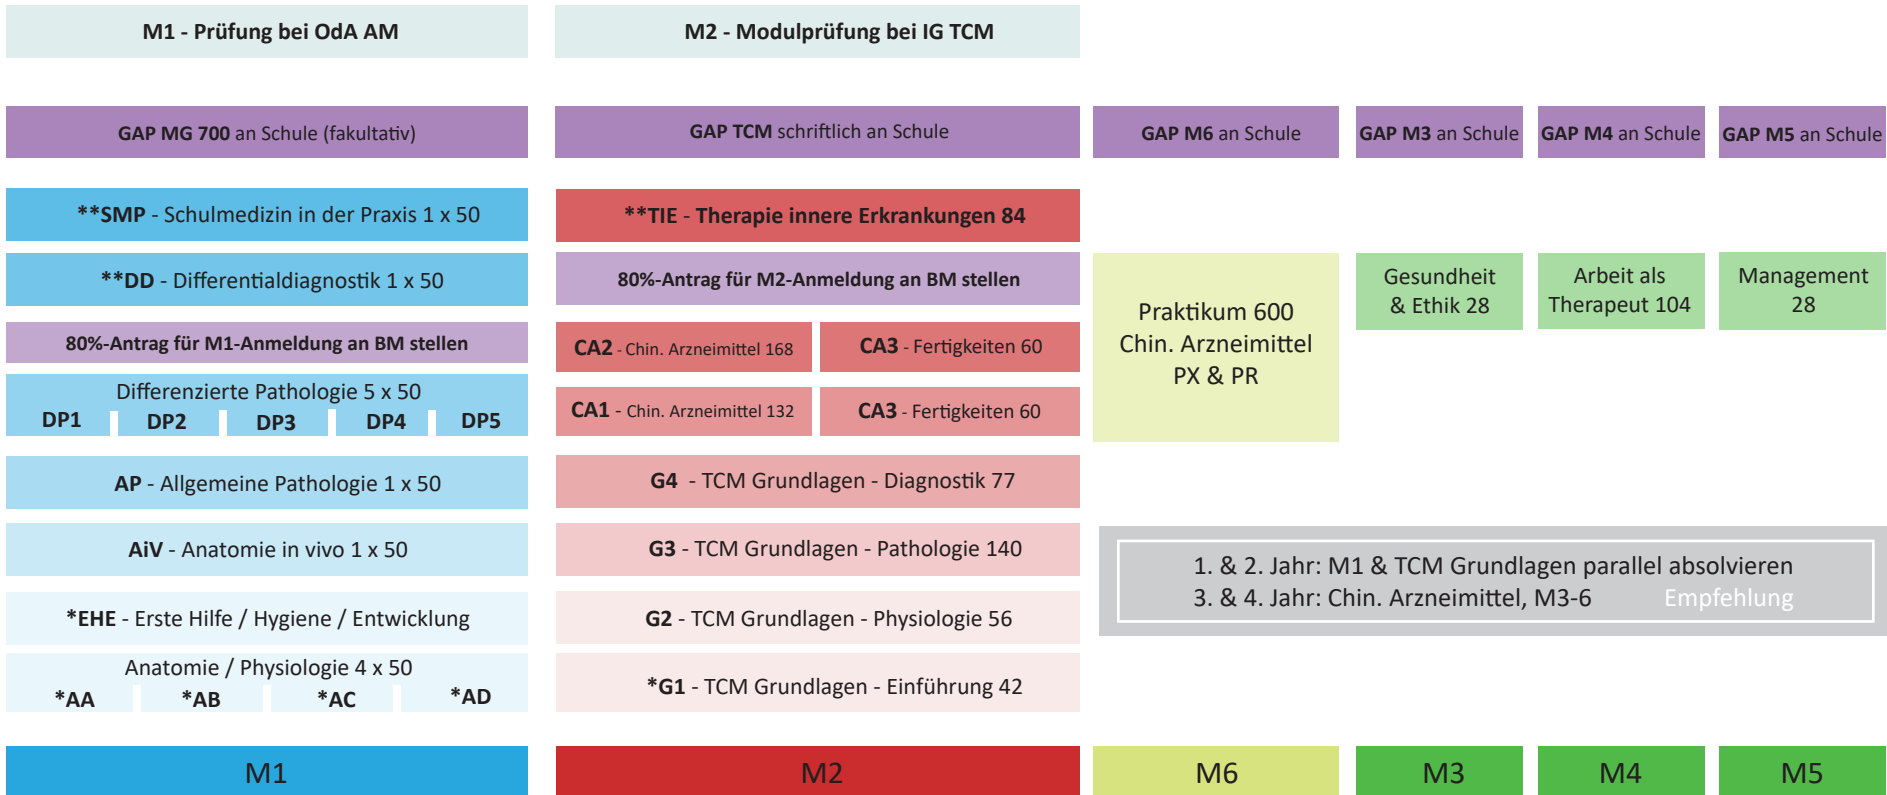 M1 - Prüfung bei OdA AM
M2 - Modulprüfung bei IG TCM
GAP MG 700 an Schule (fakultativ)
GAP TCM schriftlich an Schule
GAP M6 an Schule
GAP M3 an Schule
GAP M4 an Schule
GAP M5 an Schule
**SMP - Schulmedizin in der Praxis 1 x 50
**TIE - Therapie innere Erkrankungen 84
**DD - Differentialdiagnostik 1 x 50
80%-Antrag für M2-Anmeldung an BM stellen
Praktikum 600
Chin. Arzneimittel
PX & PR
Gesundheit
& Ethik 28
Arbeit als
Therapeut 104
Management
28
80%-Antrag für M1-Anmeldung an BM stellen
CA2 - Chin. Arzneimittel 168
CA3 - Fertigkeiten 60
Differenzierte Pathologie 5 x 50
DP1 DP2 DP3 DP4 DP5
CA1 - Chin. Arzneimittel 132
CA3 - Fertigkeiten 60
AP - Allgemeine Pathologie 1 x 50
G4 - TCM Grundlagen - Diagnostik 77
AiV - Anatomie in vivo 1 x 50
G3 - TCM Grundlagen - Pathologie 140
1. & 2. Jahr: M1 & TCM Grundlagen parallel absolvieren
3. & 4. Jahr: Chin. Arzneimittel, M3-6 Empfehlung
*EHE - Erste Hilfe / Hygiene / Entwicklung
G2 - TCM Grundlagen - Physiologie 56
Anatomie / Physiologie 4 x 50
*AA *AB *AC *AD
*G1 - TCM Grundlagen - Einführung 42
M1
M2
M6
M3
M4
M5